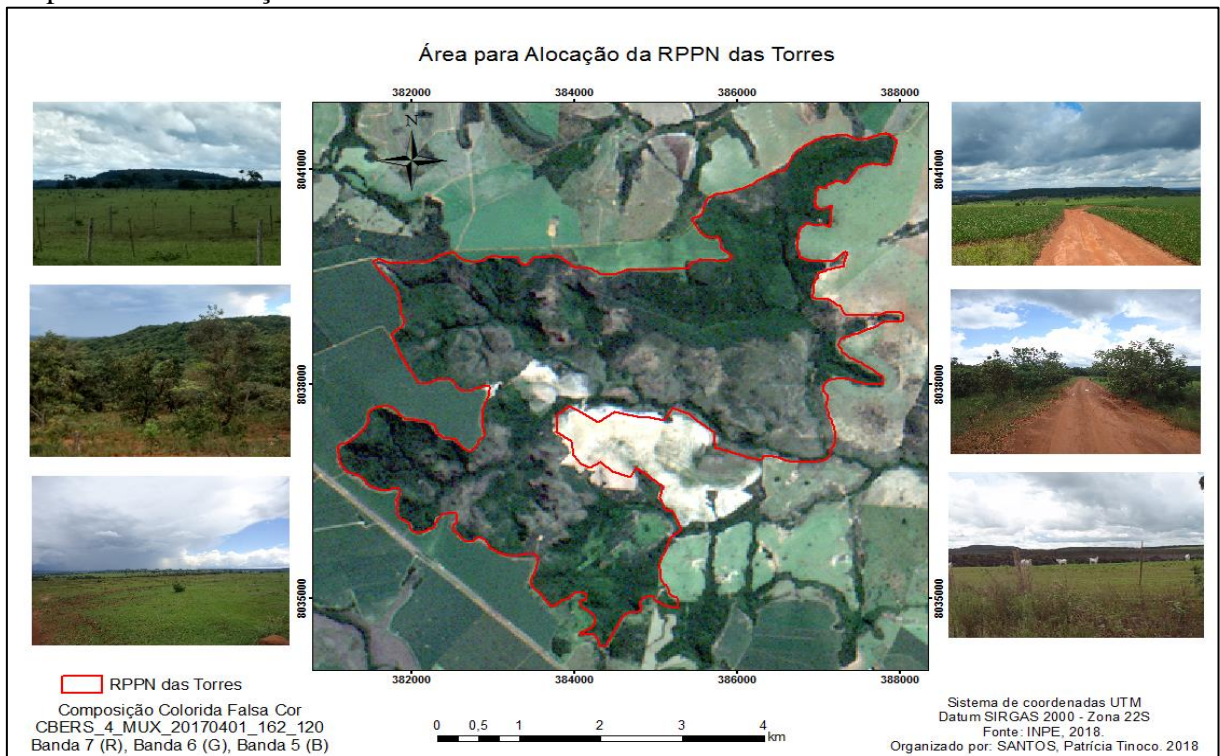 Área para Alocação da RPPN das Torres
382000
384000
386000
388000
N
8041000
8041000
8038000
8038000
8035000
8035000
382000
384000
386000
388000
RPPN das Torres
Composição Colorida Falsa Cor
CBERS_4_MUX_20170401_162_120
Banda 7 (R), Banda 6 (G), Banda 5 (B)
0 0,5 1 2 3 4
km
Sistema de coordenadas UTM
Datum SIRGAS 2000 - Zona 22S
Fonte: INPE, 2018.
Organizado por: SANTOS, Patrícia Tinoco. 2018